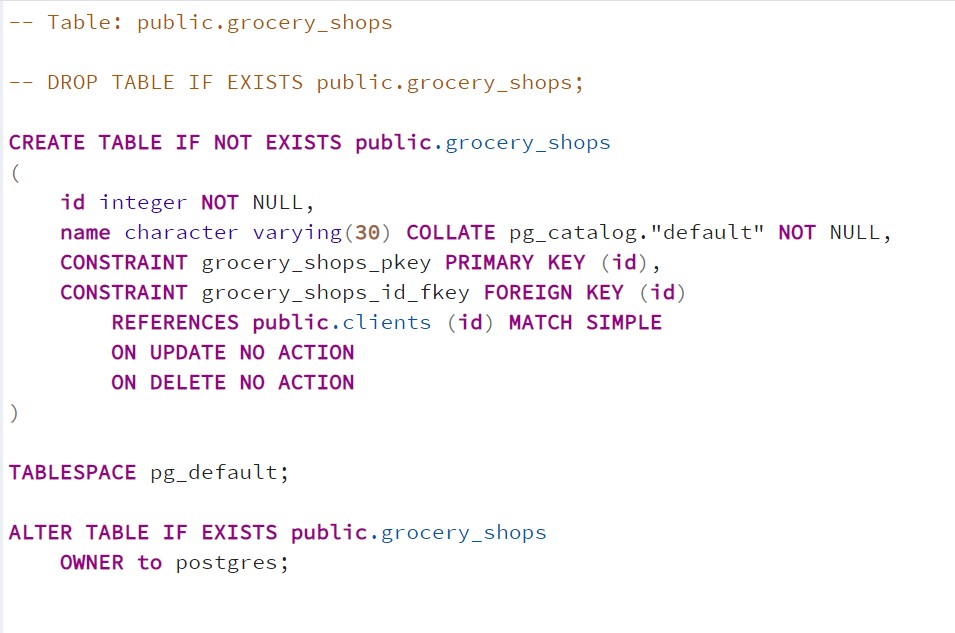 -- Table: public.grocery_shops
-- DROP TABLE IF EXISTS public.grocery_shops;
CREATE TABLE IF NOT EXISTS public.grocery_shops
(
    id integer NOT NULL,
    name character varying(30) COLLATE pg_catalog."default" NOT NULL,
    CONSTRAINT grocery_shops_pkey PRIMARY KEY (id),
    CONSTRAINT grocery_shops_id_fkey FOREIGN KEY (id)
        REFERENCES public.clients (id) MATCH SIMPLE
        ON UPDATE NO ACTION
        ON DELETE NO ACTION
)
TABLESPACE pg_default;
ALTER TABLE IF EXISTS public.grocery_shops
    OWNER to postgres;